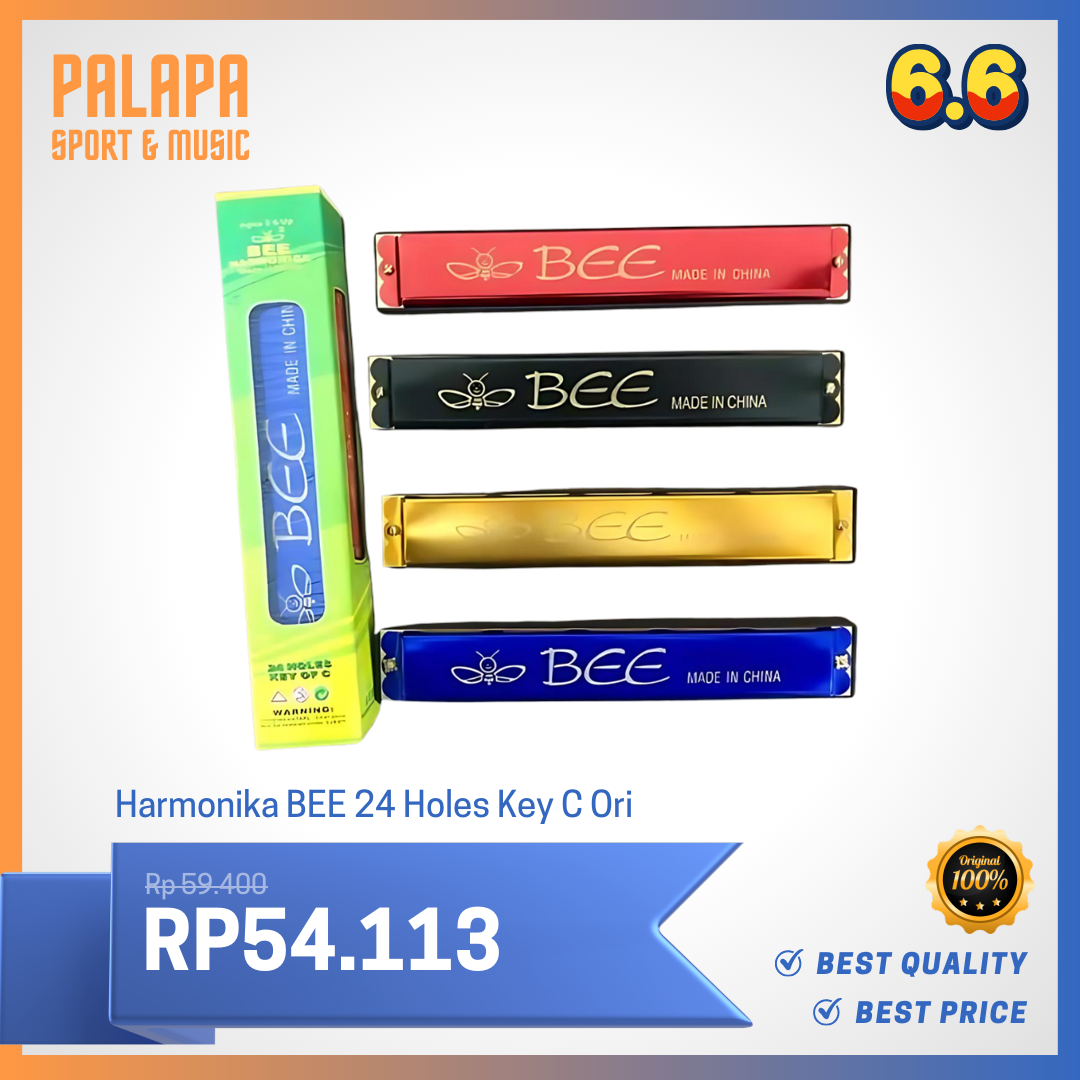 PALAPA
SPORT & MUSIC
6.6
BEE
HARMONICA
MADE IN CHIN
BEE
24 HOLES
KEY OF C
WARNING:
BEE MADE IN CHINA
BEE MADE IN CHINA
BEE
BEE MADE IN CHINA
Harmonika BEE 24 Holes Key C Ori
Rp 59.400
RP54.113
Original
100%
BEST QUALITY
BEST PRICE